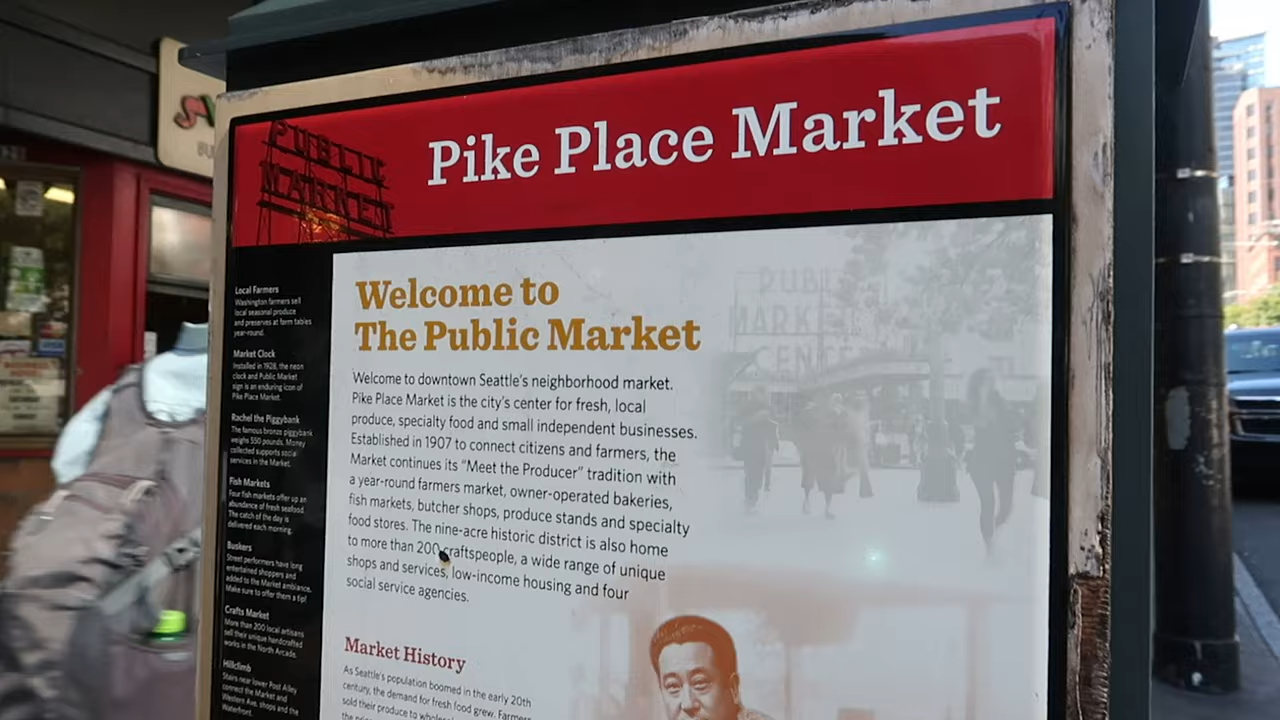 PUBLIC
MARKET
Pike Place Market
Local Farmers
Washington farmers sell
local seasonal produce
and preserves at farm tables
year-round.
Market Clock
Installed in 1928, the neon
clock and Public Market
sign is an enduring icon of
Pike Place Market.
Rachel the Piggybank
The famous bronze piggybank
weighs 550 pounds. Money
collected supports social
services in the Market.
Fish Markets
Four fish markets offer up an
abundance of fresh seafood.
The catch of the day is
delivered each morning.
Buskers
Street performers have long
entertained shoppers and
added to the Market ambiance.
Make sure to offer them a tip!
Crafts Market
More than 200 local artisans
sell their unique handcrafted
works in the North Arcade.
Hillclimb
Stairs near lower Post Alley
connect the Market and
Western Ave. shops and the
Waterfront.
Welcome to
The Public Market
Welcome to downtown Seattle's neighborhood market.
Pike Place Market is the city's center for fresh, local
produce, specialty food and small independent businesses.
Established in 1907 to connect citizens and farmers, the
Market continues its "Meet the Producer" tradition with
a year-round farmers market, owner-operated bakeries,
fish markets, butcher shops, produce stands and specialty
food stores. The nine-acre historic district is also home
to more than 200 craftspeople, a wide range of unique
shops and services, low-income housing and four
social service agencies.
Market History
As Seattle's population boomed in the early 20th
century, the demand for fresh food grew. Farmers
sold their produce to
PUBL
MARKET
CENTER